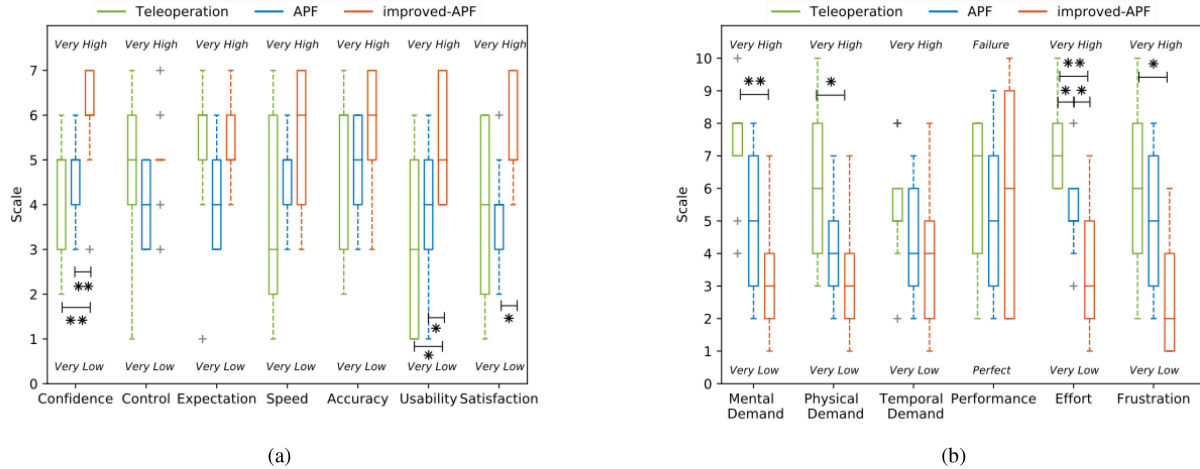 Teleoperation APF improved-APF
Very High Very High Very High Very High Very High Very High Very High
7
6
5
4
3
2
1
0
Scale
** ** * * *
Very Low Very Low Very Low Very Low Very Low Very Low Very Low
Confidence Control Expectation Speed Accuracy Usability Satisfaction
(a)
Teleoperation APF improved-APF
Very High Very High Very High Failure Very High Very High
10
9
8
7
6
5
4
3
2
1
0
Scale
** * ** * * *
Very Low Very Low Very Low Perfect Very Low Very Low
Mental Demand
Physical Demand
Temporal Demand
Performance
Effort
Frustration
(b)